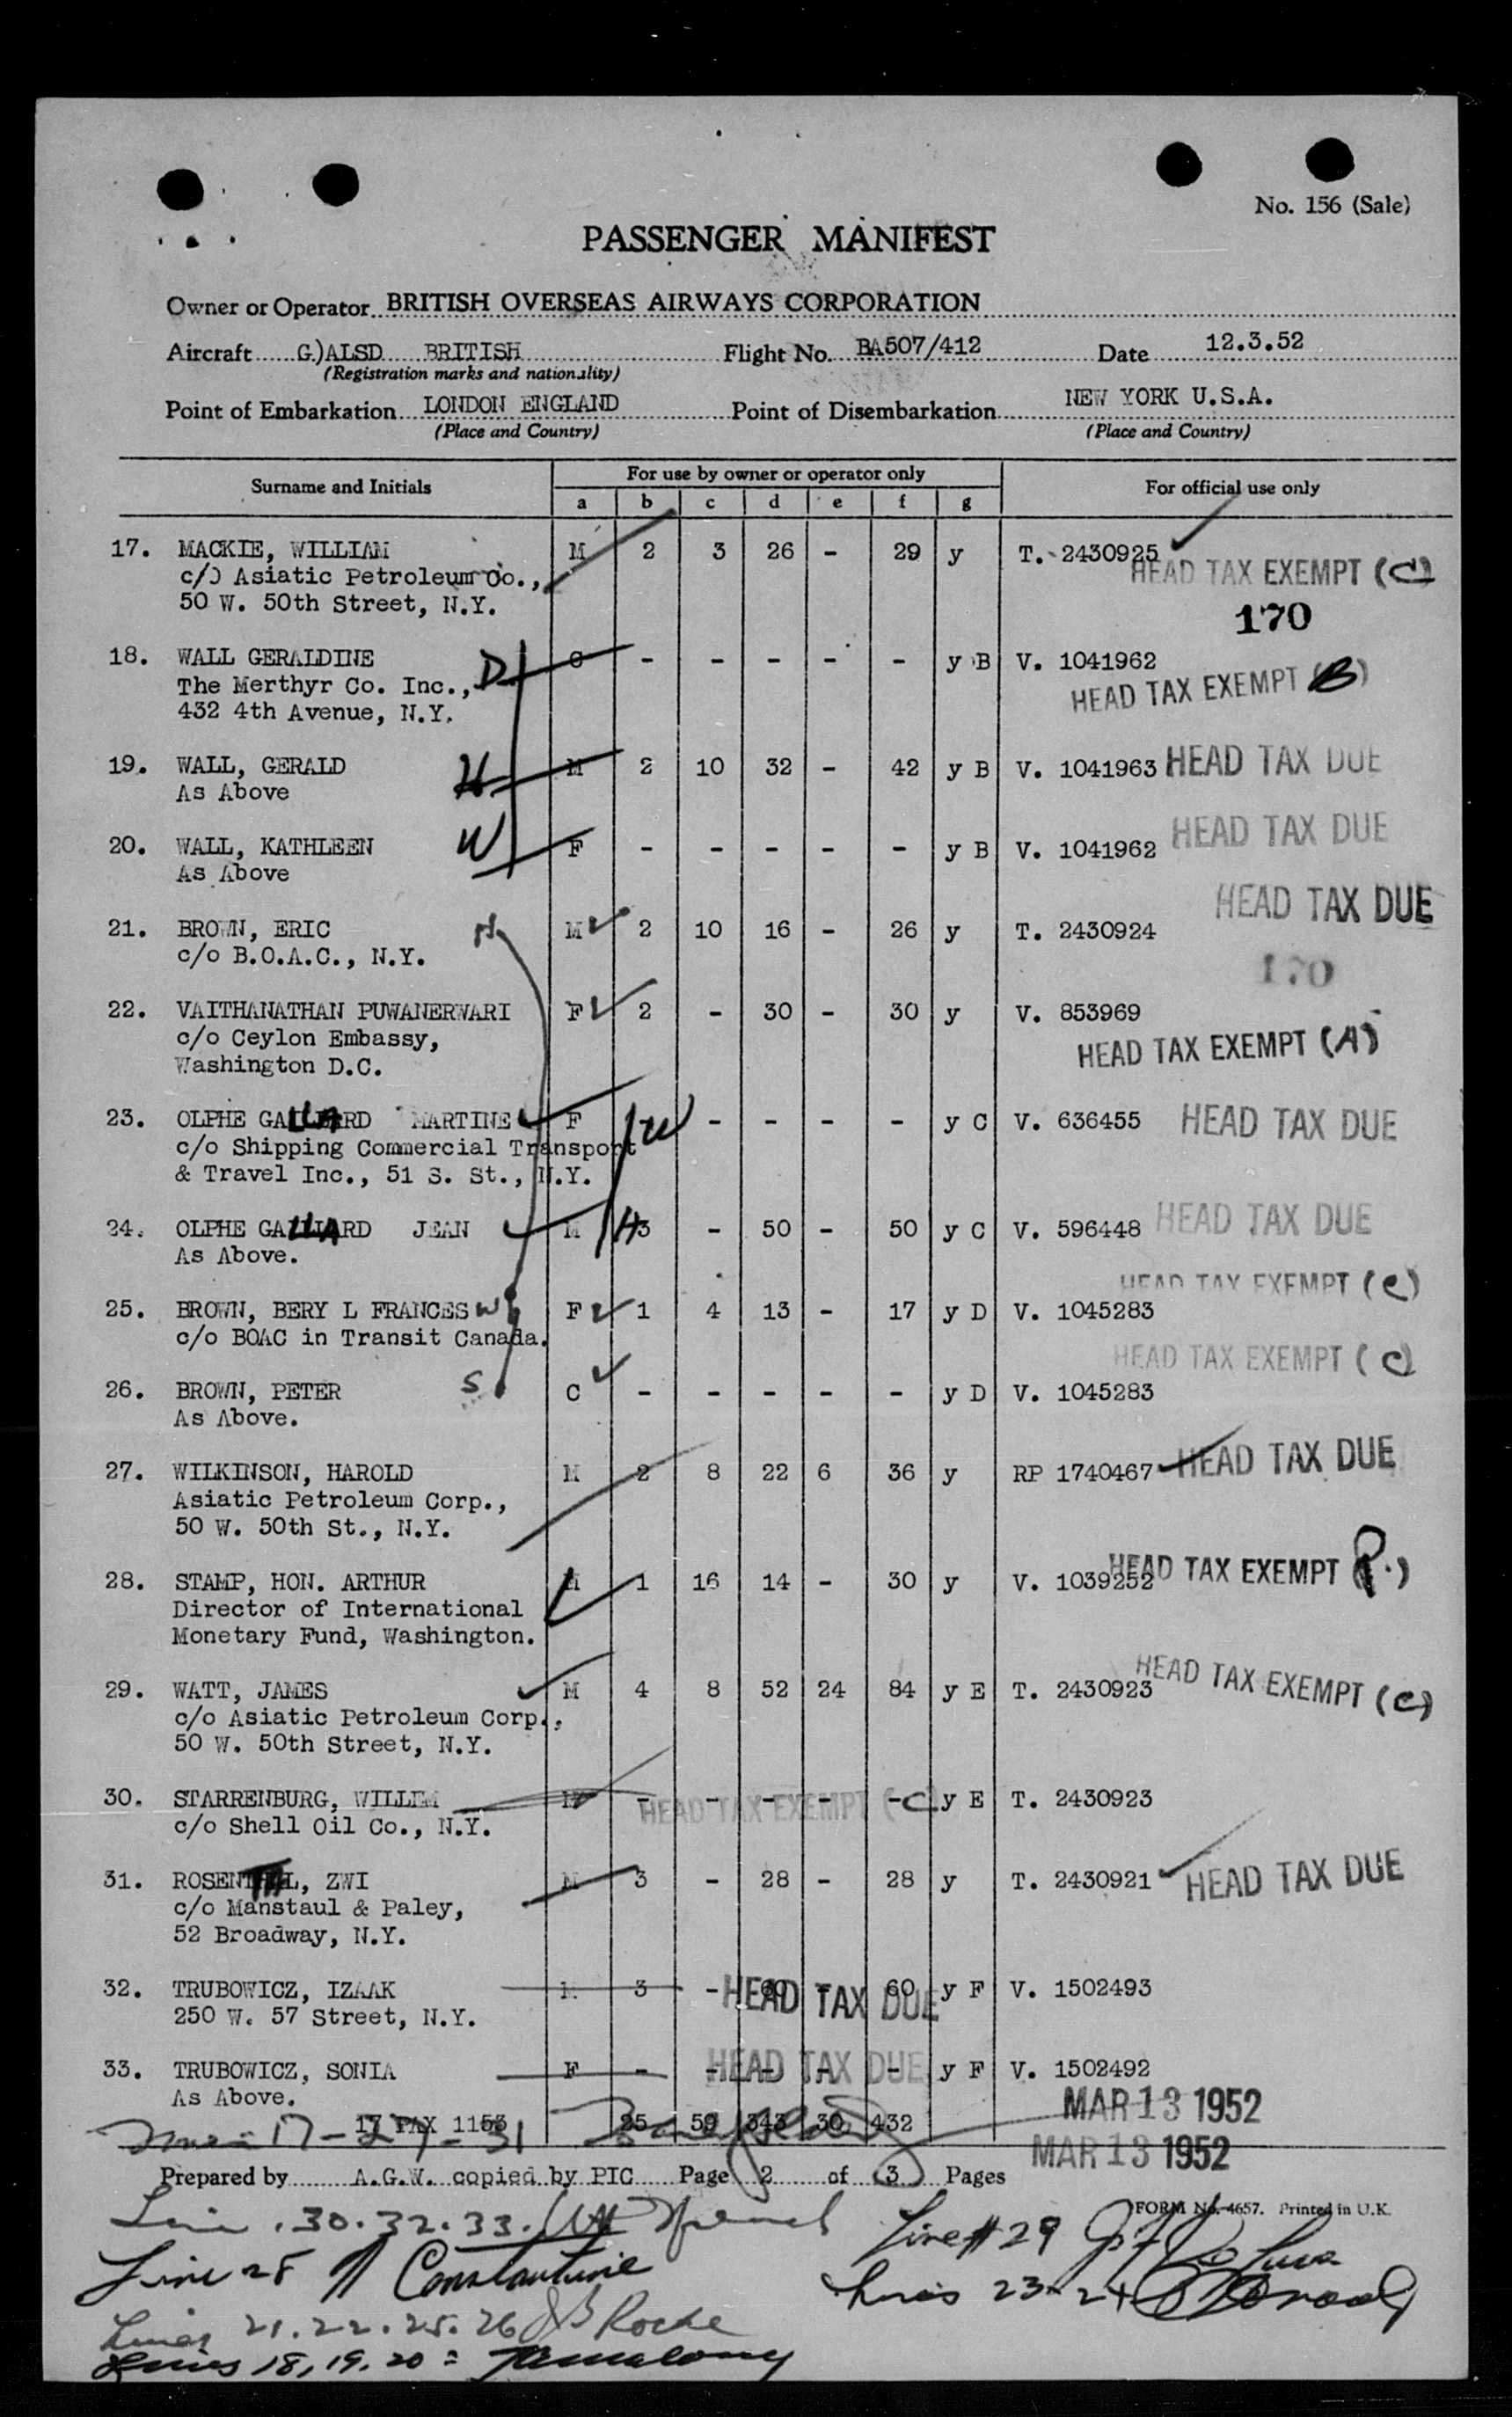 No. 156 (Sale)
PASSENGER MANIFEST
Owner or Operator BRITISH OVERSEAS AIRWAYS CORPORATION
Aircraft G)ALSD BRITISH Flight No. BA507/412 Date 12.3.52
(Registration marks and nationality)
Point of Embarkation LONDON ENGLAND Point of Disembarkation NEW YORK U.S.A.
(Place and Country) (Place and Country)
Surname and Initials For use by owner or operator only For official use only
a b c d e f g
17. MACKIE, WILLIAM M 2 3 26 - 29 y T. 2430925
c/o Asiatic Petroleum Co., HEAD TAX EXEMPT (C)
50 W. 50th Street, N.Y. 170
18. WALL GERALDINE D C - - - - - y B V. 1041962
The Merthyr Co. Inc., HEAD TAX EXEMPT (B)
432 4th Avenue, N.Y.
19. WALL, GERALD H M 2 10 32 - 42 y B V. 1041963 HEAD TAX DUE
As Above
20. WALL, KATHLEEN W F - - - - - y B V. 1041962 HEAD TAX DUE
As Above
HEAD TAX DUE
21. BROWN, ERIC H M 2 10 16 - 26 y T. 2430924
c/o B.O.A.C., N.Y. 170
22. VAITHANATHAN PUWANERWARI F 2 - 30 - 30 y V. 853969
c/o Ceylon Embassy, HEAD TAX EXEMPT (A)
Washington D.C.
23. OLPHE GALLIARD MARTINE F W - - - - y C V. 636455 HEAD TAX DUE
c/o Shipping Commercial Transport
& Travel Inc., 51 S. St., N.Y.
24. OLPHE GALLIARD JEAN M H 3 - 50 - 50 y C V. 596448 HEAD TAX DUE
As Above.
HEAD TAX EXEMPT (C)
25. BROWN, BERY L FRANCES W F 1 4 13 - 17 y D V. 1045283
c/o BOAC in Transit Canada. HEAD TAX EXEMPT (C)
26. BROWN, PETER S C - - - - - y D V. 1045283
As Above.
27. WILKINSON, HAROLD M 2 8 22 6 36 y RP 1740467 HEAD TAX DUE
Asiatic Petroleum Corp.,
50 W. 50th St., N.Y.
28. STAMP, HON. ARTHUR M 1 16 14 - 30 y V. 1039252 HEAD TAX EXEMPT
Director of International
Monetary Fund, Washington.
29. WATT, JAMES M 4 8 52 24 84 y E T. 2430923 HEAD TAX EXEMPT (C)
c/o Asiatic Petroleum Corp.,
50 W. 50th Street, N.Y.
30. STARRENBURG, WILLEM M - - - - - y E T. 2430923
c/o Shell Oil Co., N.Y. HEAD TAX EXEMPT (C)
31. ROSENTHAL, ZWI M 3 - 28 - 28 y T. 2430921 HEAD TAX DUE
c/o Manstaul & Paley,
52 Broadway, N.Y.
32. TRUBOWICZ, IZAAK M 3 - 60 - 60 y F V. 1502493
250 W. 57 Street, N.Y. HEAD TAX DUE
33. TRUBOWICZ, SONIA F - - - - - y F V. 1502492
As Above. HEAD TAX DUE
MAR 13 1952
17 PAX 1153 25 59 343 30 432
17-27-31
MAR 13 1952
Prepared by A.G.W. copied by PIC Page 2 of 3 Pages
FORM No. 4657. Printed in U.K.
Line 30.32.33.
Line # 29
Line 28 Constantine
Lines 23-24
Lines 21.22.25.26 Roche
Lines 18, 19, 20 =